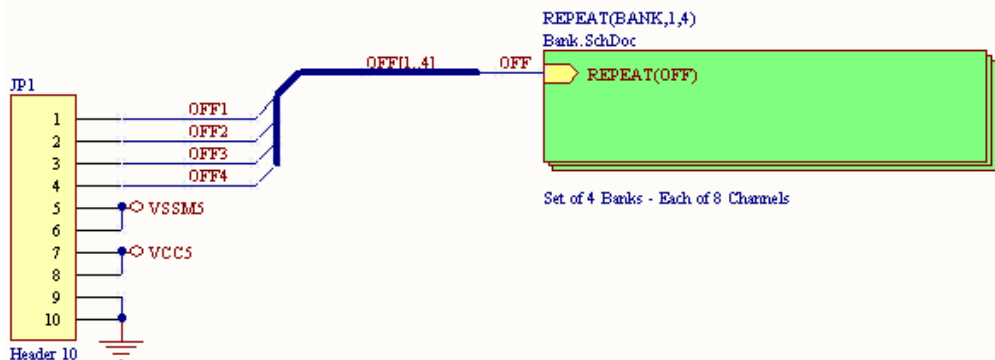 REPEAT(BANK,1,4)
Bank.SchDoc
OFF[1..4]
OFF
REPEAT(OFF)
JP1
1
OFF1
2
OFF2
3
OFF3
4
OFF4
5
VSSM5
6
7
VCC5
8
9
10
Set of 4 Banks - Each of 8 Channels
Header 10